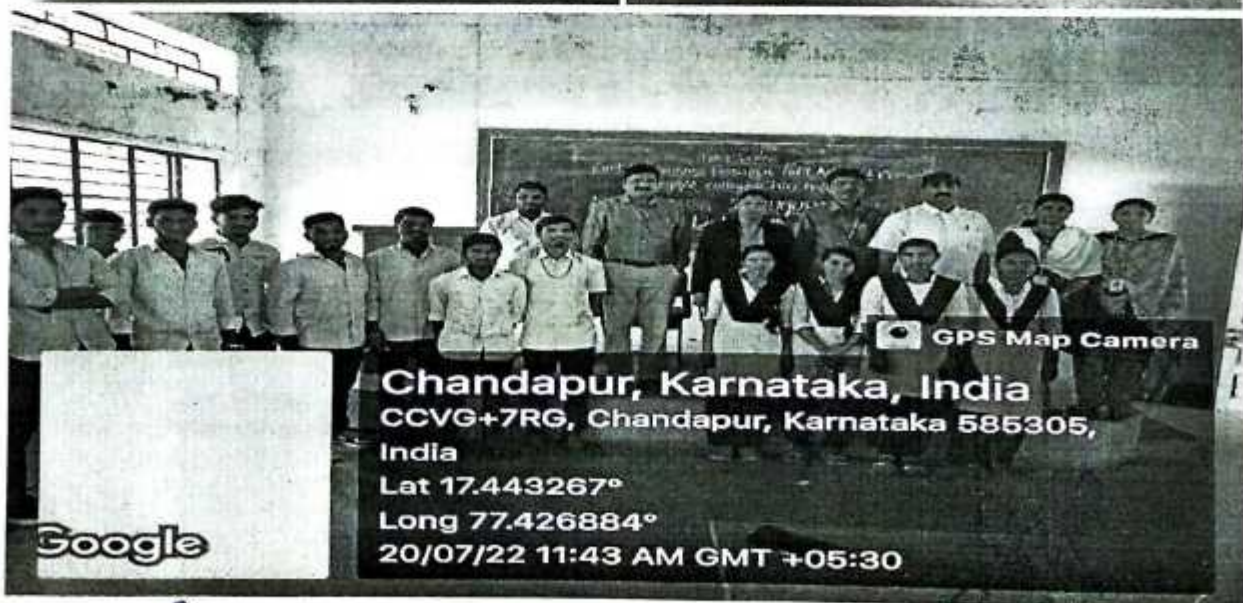 GPS Map Camera
Chandapur, Karnataka, India
CCVG+7RG, Chandapur, Karnataka 585305,
India
Lat 17.443267°
Long 77.426884°
20/07/22 11:43 AM GMT +05:30
Google